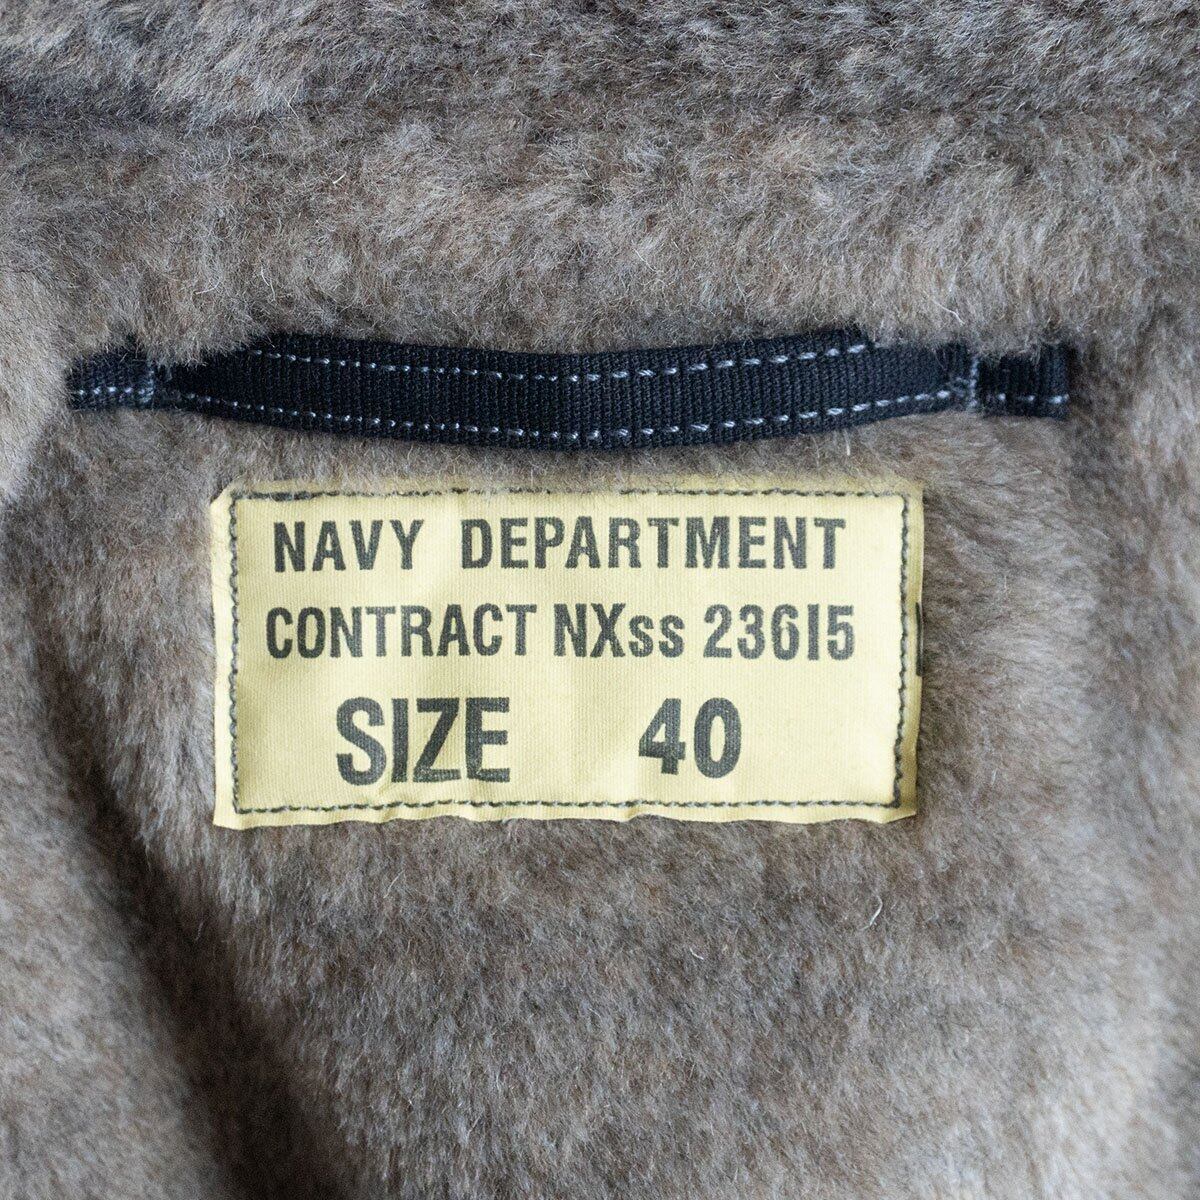 NAVY DEPARTMENT
CONTRACT NXss 23615
SIZE 40